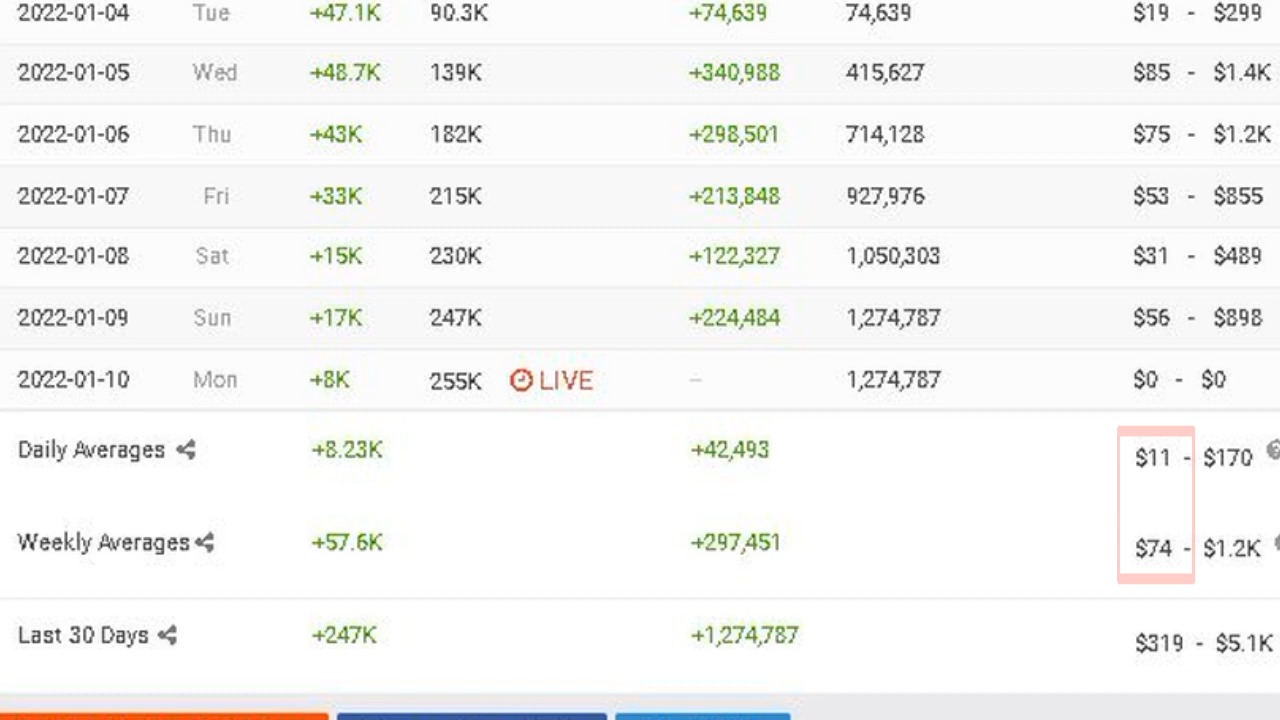 2022-01-04 Tue +47.1K 90.3K +74,639 74,639 $19 - $299
2022-01-05 Wed +48.7K 139K +340,988 415,627 $85 - $1.4K
2022-01-06 Thu +43K 182K +298,501 714,128 $75 - $1.2K
2022-01-07 Fri +33K 215K +213,848 927,976 $53 - $855
2022-01-08 Sat +15K 230K +122,327 1,050,303 $31 - $489
2022-01-09 Sun +17K 247K +224,484 1,274,787 $56 - $898
2022-01-10 Mon +8K 255K LIVE -- 1,274,787 $0 - $0
Daily Averages +8.23K +42,493 $11 - $170
Weekly Averages +57.6K +297,451 $74 - $1.2K
Last 30 Days +247K +1,274,787 $319 - $5.1K